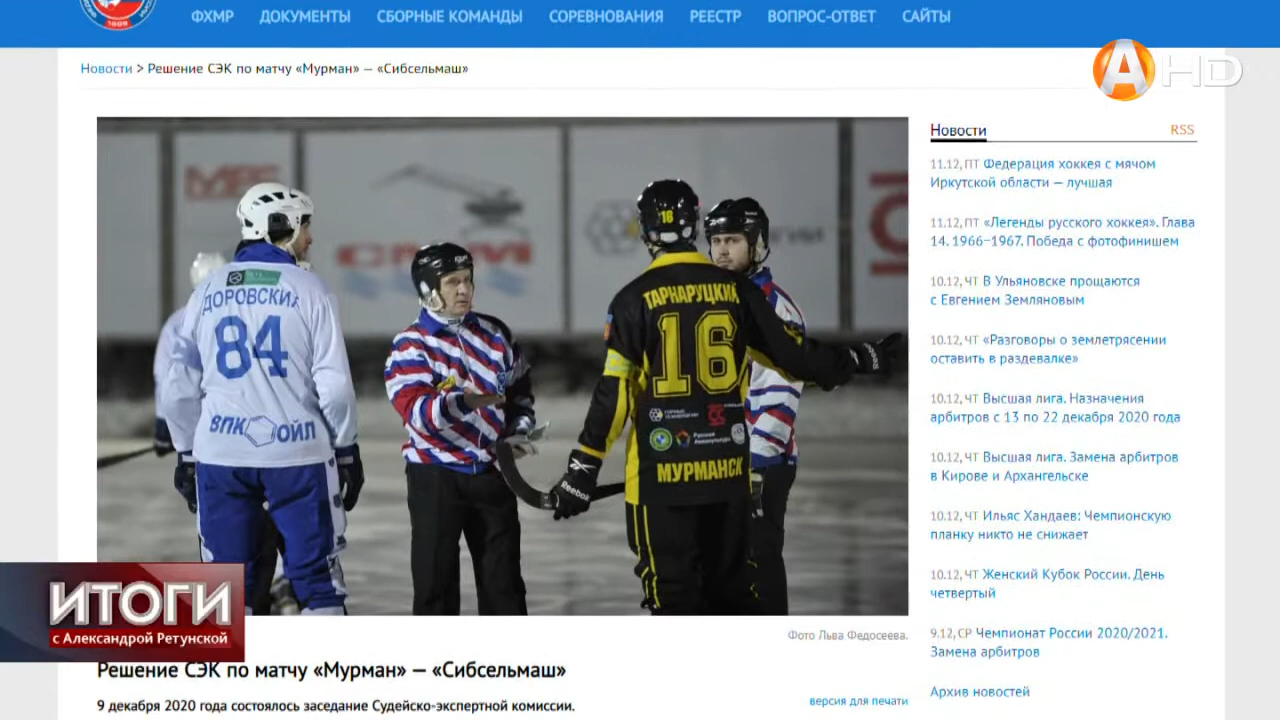 ФХМР ДОКУМЕНТЫ СБОРНЫЕ КОМАНДЫ СОРЕВНОВАНИЯ РЕЕСТР ВОПРОС-ОТВЕТ САЙТЫ
Новости > Решение СЭК по матчу «Мурман» — «Сибсельмаш»
А HD
16
ДОРОВСКИХ
84
ВПК ОЙЛ
ТАРНАРУЦКИЙ
16
МУРМАНСК
Reebok
Reebok
Фото Льва Федосеева.
Решение СЭК по матчу «Мурман» — «Сибсельмаш»
9 декабря 2020 года состоялось заседание Судейско-экспертной комиссии.
версия для печати
Новости
RSS
11.12, ПТ Федерация хоккея с мячом
Иркутской области — лучшая
11.12, ПТ «Легенды русского хоккея». Глава
14. 1966–1967. Победа с фотофинишем
10.12, ЧТ В Ульяновске прощаются
с Евгением Земляновым
10.12, ЧТ «Разговоры о землетрясении
оставить в раздевалке»
10.12, ЧТ Высшая лига. Назначения
арбитров с 13 по 22 декабря 2020 года
10.12, ЧТ Высшая лига. Замена арбитров
в Кирове и Архангельске
10.12, ЧТ Ильяс Хандаев: Чемпионскую
планку никто не снижает
10.12, ЧТ Женский Кубок России. День
четвертый
9.12, СР Чемпионат России 2020/2021.
Замена арбитров
Архив новостей
ИТОГИ
с Александрой Ретунской